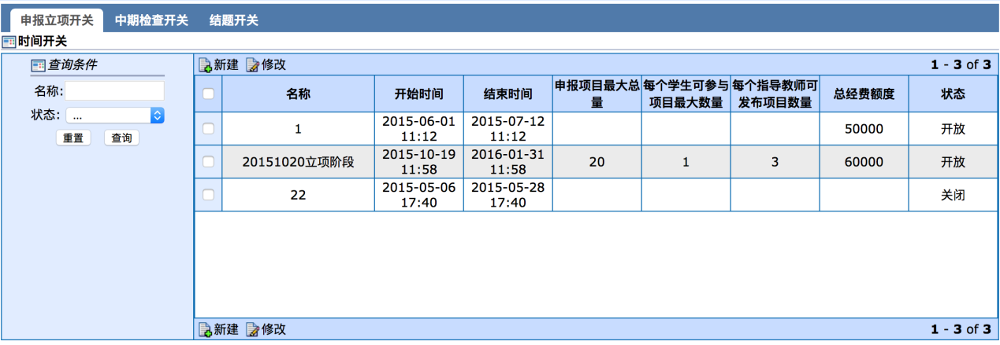 申报立项开关 中期检查开关 结题开关
时间开关
查询条件
名称:
状态: ...
重置 查询
新建 修改 1 - 3 of 3
名称 开始时间 结束时间 申报项目最大总量 每个学生可参与项目最大数量 每个指导教师可发布项目数量 总经费额度 状态
1 2015-06-01 11:12 2015-07-12 11:12 50000 开放
20151020立项阶段 2015-10-19 11:58 2016-01-31 11:58 20 1 3 60000 开放
22 2015-05-06 17:40 2015-05-28 17:40 关闭
新建 修改 1 - 3 of 3